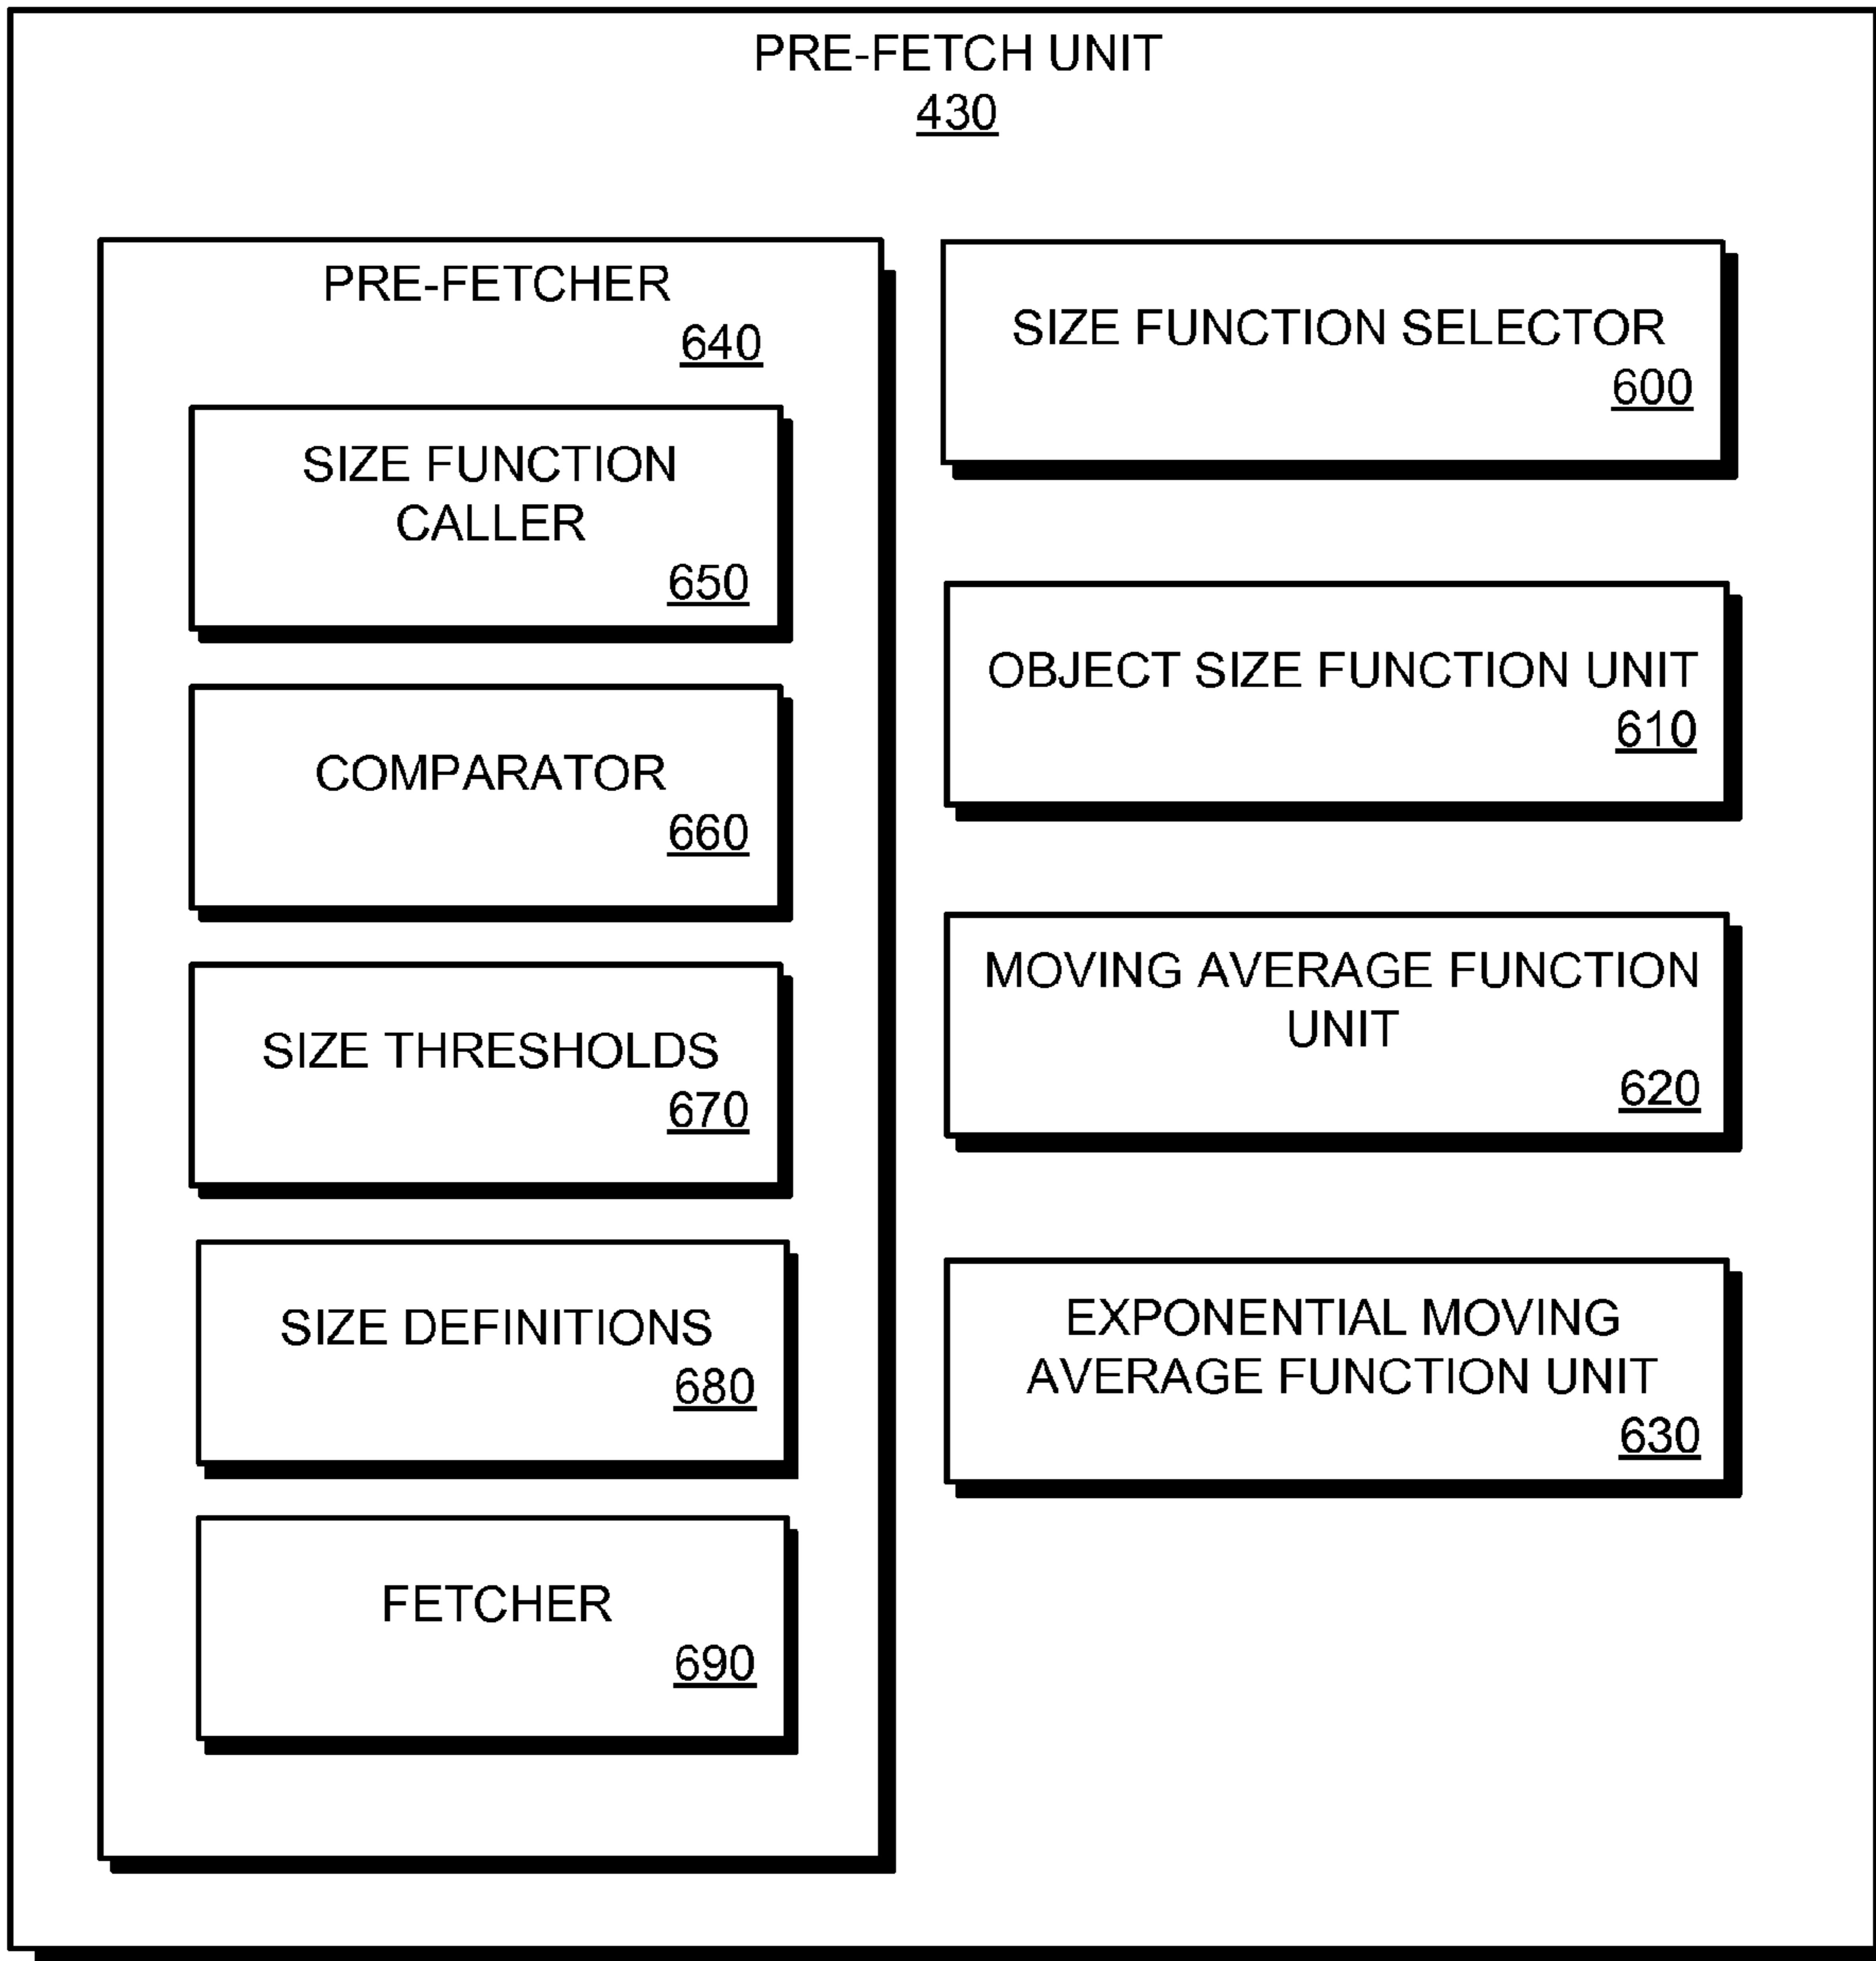 PRE-FETCH UNIT
430
PRE-FETCHER
640
SIZE FUNCTION
CALLER
650
COMPARATOR
660
SIZE THRESHOLDS
670
SIZE DEFINITIONS
680
FETCHER
690
SIZE FUNCTION SELECTOR
600
OBJECT SIZE FUNCTION UNIT
610
MOVING AVERAGE FUNCTION
UNIT
620
EXPONENTIAL MOVING
AVERAGE FUNCTION UNIT
630